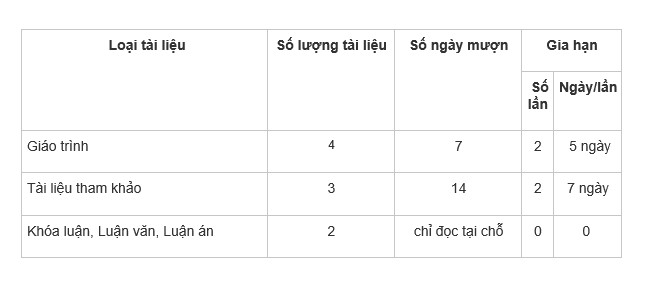 Loại tài liệu Số lượng tài liệu Số ngày mượn Gia hạn
Số lần Ngày/lần
Giáo trình 4 7 2 5 ngày
Tài liệu tham khảo 3 14 2 7 ngày
Khóa luận, Luận văn, Luận án 2 chỉ đọc tại chỗ 0 0